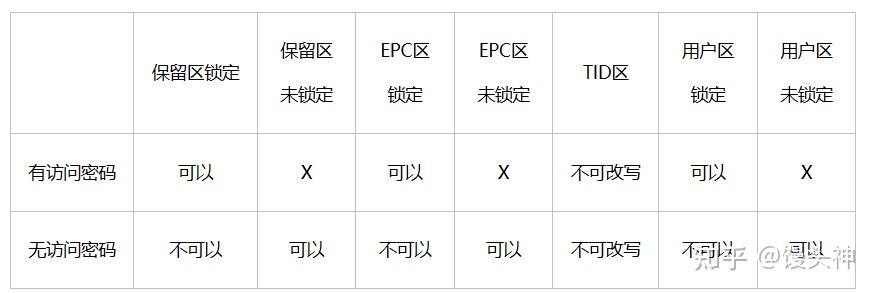 保留区锁定 保留区 未锁定 EPC区 锁定 EPC区 未锁定 TID区 用户区 锁定 用户区 未锁定
有访问密码 可以 X 可以 X 不可改写 可以 X
无访问密码 不可以 可以 不可以 可以 不可改写 不可以 可以
知乎 @馒头神